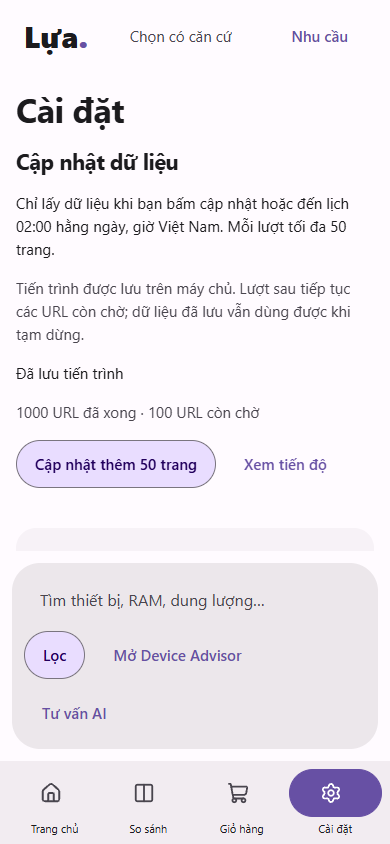 Lựa. Chọn có căn cứ Nhu cầu
Cài đặt
Cập nhật dữ liệu
Chỉ lấy dữ liệu khi bạn bấm cập nhật hoặc đến lịch
02:00 hằng ngày, giờ Việt Nam. Mỗi lượt tối đa 50
trang.
Tiến trình được lưu trên máy chủ. Lượt sau tiếp tục
các URL còn chờ; dữ liệu đã lưu vẫn dùng được khi
tạm dừng.
Đã lưu tiến trình
1000 URL đã xong · 100 URL còn chờ
Cập nhật thêm 50 trang Xem tiến độ
Tìm thiết bị, RAM, dung lượng...
Lọc Mở Device Advisor
Tư vấn AI
Trang chủ So sánh Giỏ hàng Cài đặt